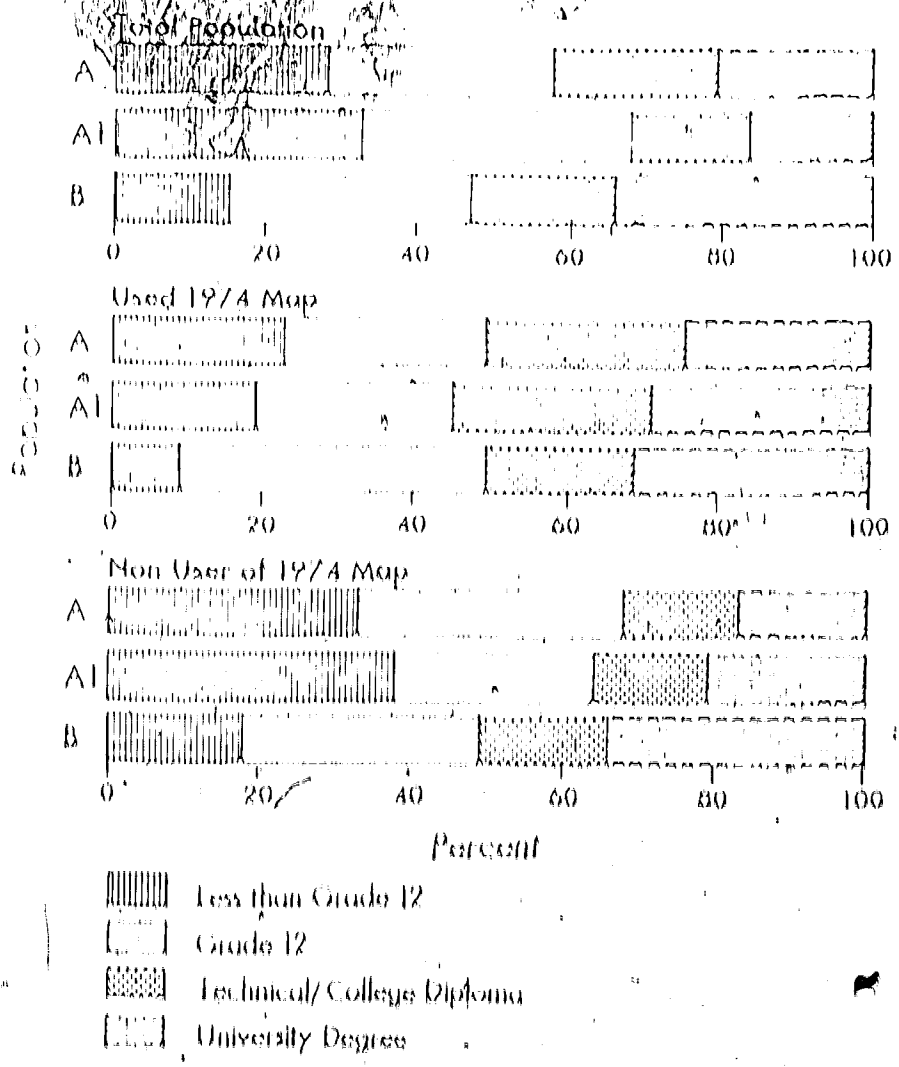 Total Population
A
A1
B
0 20 40 60 80 100
Used 1974 Map
A
A1
B
0 20 40 60 80 100
Non User of 1974 Map
A
A1
B
0 20 40 60 80 100
Percent
Less than Grade 12
Grade 12
Technical/College Diploma
University Degree